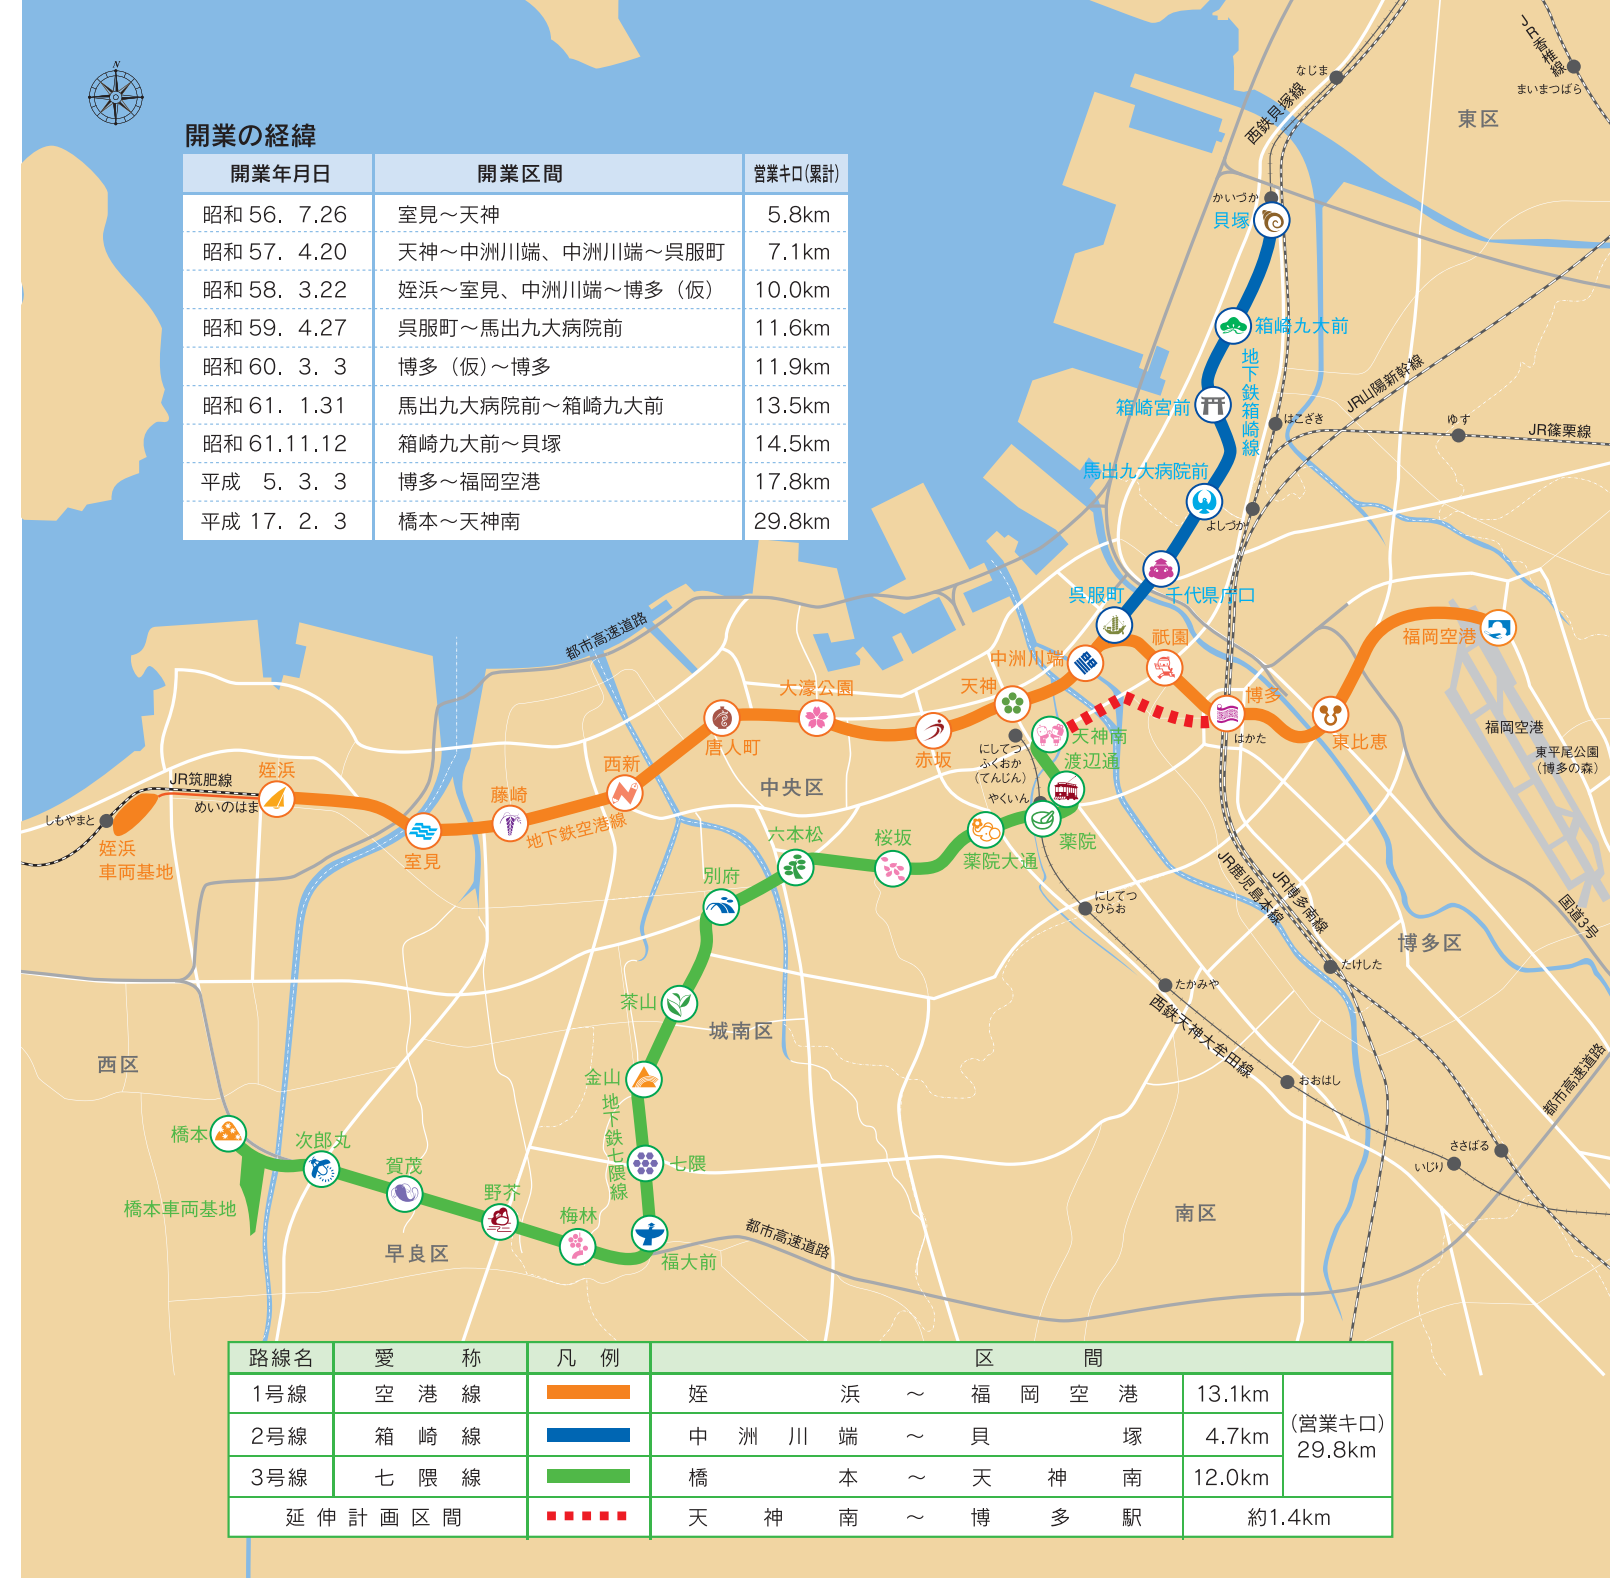 N
開業の経緯
開業年月日 開業区間 営業キロ(累計)
昭和 56. 7.26 室見～天神 5.8km
昭和 57. 4.20 天神～中洲川端、中洲川端～呉服町 7.1km
昭和 58. 3.22 姪浜～室見、中洲川端～博多（仮） 10.0km
昭和 59. 4.27 呉服町～馬出九大病院前 11.6km
昭和 60. 3. 3 博多（仮）～博多 11.9km
昭和 61. 1.31 馬出九大病院前～箱崎九大前 13.5km
昭和 61.11.12 箱崎九大前～貝塚 14.5km
平成 5. 3. 3 博多～福岡空港 17.8km
平成 17. 2. 3 橋本～天神南 29.8km
JR香椎線
まいまつばら
なじま
西鉄貝塚線
東区
かいづか
貝塚
箱崎九大前
地下鉄箱崎線
箱崎宮前
はこざき
JR山陽新幹線
ゆす
JR篠栗線
馬出九大病院前
よしづか
千代県庁口
呉服町
祇園
中洲川端
天神
博多
はかた
東比恵
福岡空港
福岡空港
東平尾公園
（博多の森）
都市高速道路
大濠公園
唐人町
赤坂
西新
藤崎
地下鉄空港線
室見
姪浜
めいのはま
JR筑肥線
しもやまと
姪浜
車両基地
中央区
にしてつ
ふくおか
（てんじん）
天神南
渡辺通
やくいん
薬院
薬院大通
桜坂
六本松
別府
茶山
城南区
金山
地下鉄七隈線
七隈
福大前
梅林
野芥
賀茂
次郎丸
橋本
橋本車両基地
西区
早良区
都市高速道路
南区
にしてつ
ひらお
たかみや
西鉄天神大牟田線
おおはし
JR鹿児島本線
JR博多南線
たけした
博多区
国道3号
都市高速道路
ささばる
いじり
路線名 愛称 凡例 区間
1号線 空港線 姪浜～福岡空港 13.1km
2号線 箱崎線 中洲川端～貝塚 4.7km
3号線 七隈線 橋本～天神南 12.0km
(営業キロ)
29.8km
延伸計画区間 天神南～博多駅 約1.4km